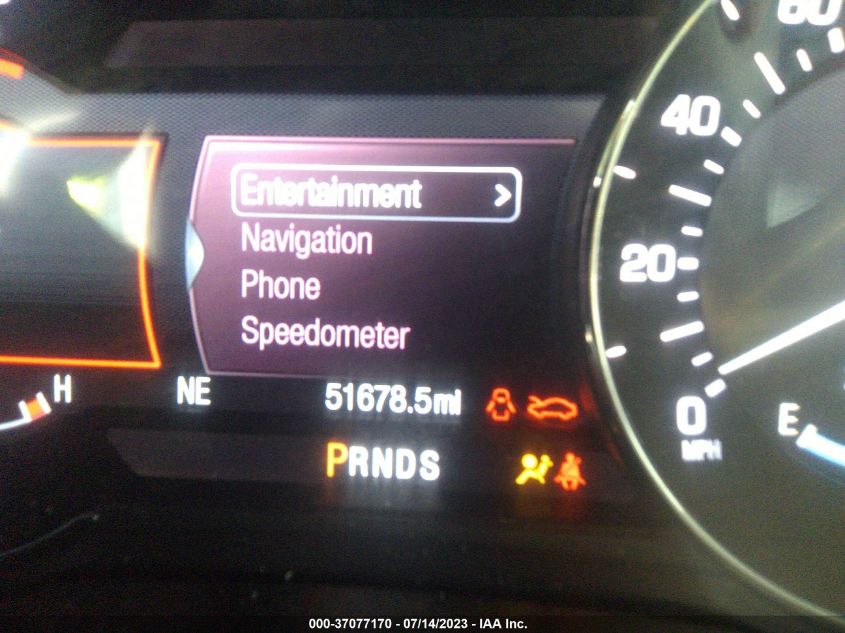 60
40
20
0
MPH
E
Entertainment >
Navigation
Phone
Speedometer
H
NE 51678.5mi
PRNDS
000-37077170 - 07/14/2023 - IAA Inc.